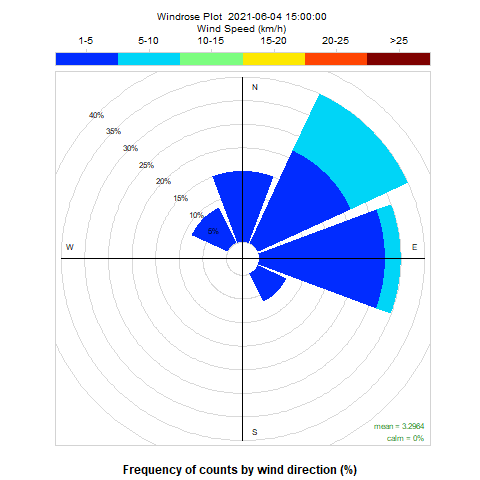 Windrose Plot 2021-06-04 15:00:00
Wind Speed (km/h)
1-5 5-10 10-15 15-20 20-25 >25
N
40%
35%
30%
25%
20%
15%
10%
5%
W E
S
mean = 3.2964
calm = 0%
Frequency of counts by wind direction (%)